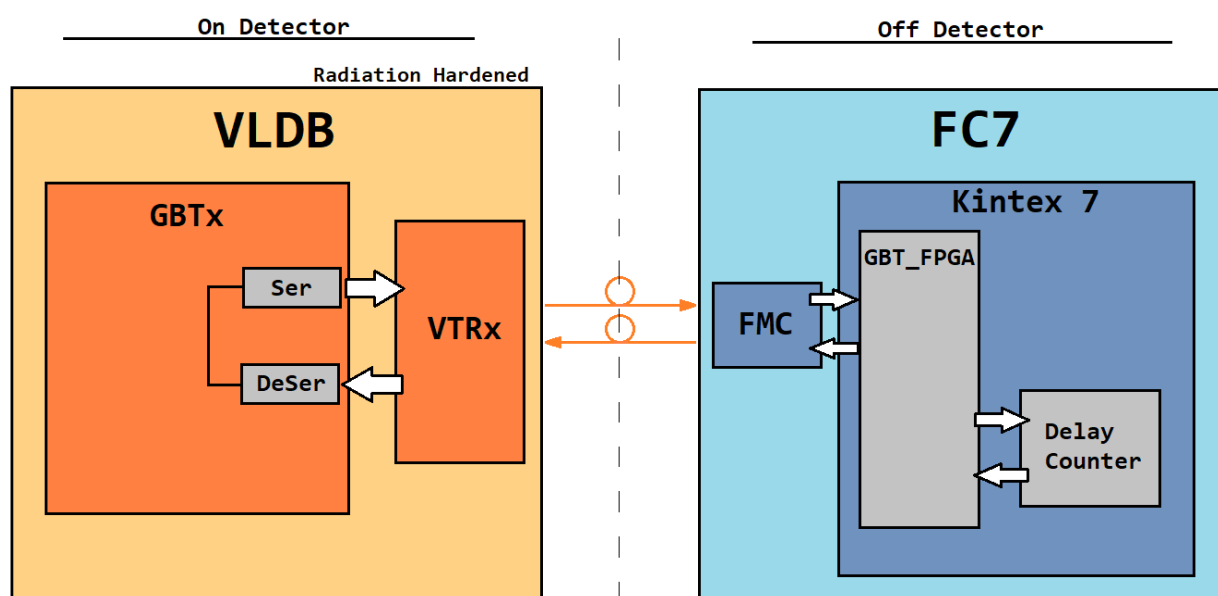 On Detector
Off Detector
Radiation Hardened
VLDB
FC7
GBTx
Kintex 7
Ser
GBT_FPGA
VTRx
FMC
DeSer
Delay
Counter